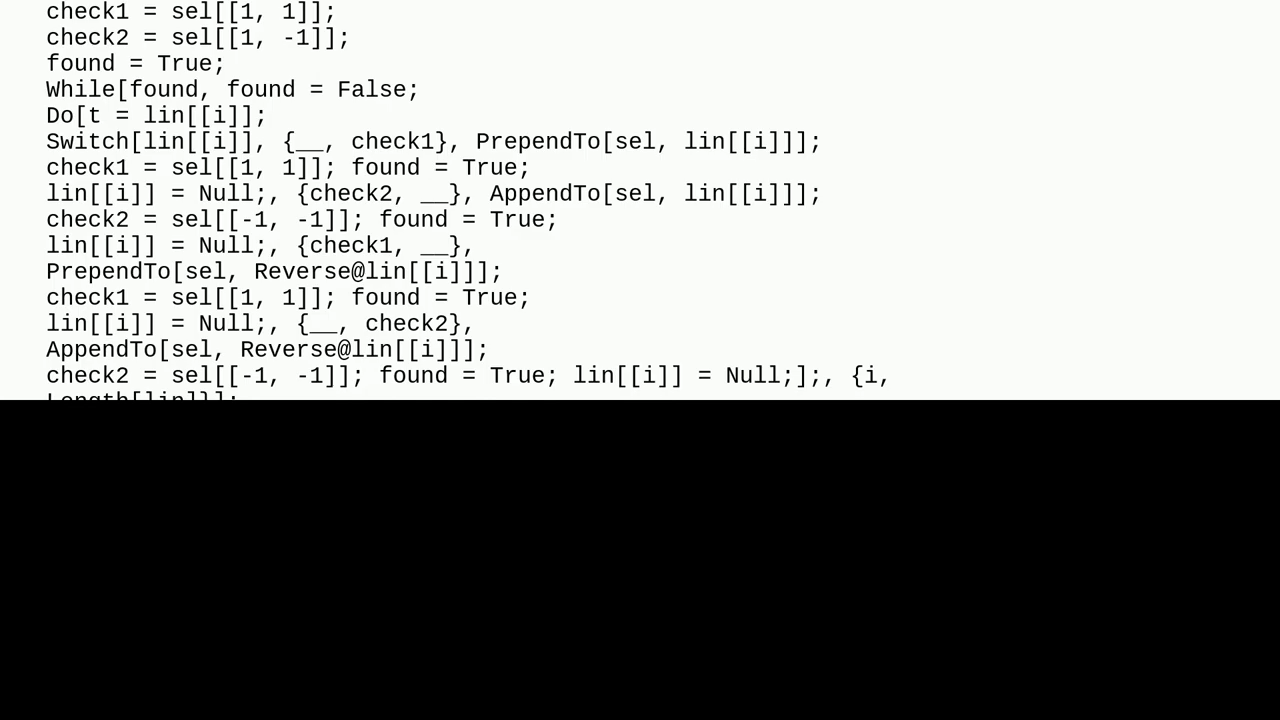 check1 = sel[[1, 1]];
check2 = sel[[1, -1]];
found = True;
While[found, found = False;
Do[t = lin[[i]];
Switch[lin[[i]], {__, check1}, PrependTo[sel, lin[[i]]];
check1 = sel[[1, 1]]; found = True;
lin[[i]] = Null;, {check2, __}, AppendTo[sel, lin[[i]]];
check2 = sel[[-1, -1]]; found = True;
lin[[i]] = Null;, {check1, __},
PrependTo[sel, Reverse@lin[[i]]];
check1 = sel[[1, 1]]; found = True;
lin[[i]] = Null;, {__, check2},
AppendTo[sel, Reverse@lin[[i]]];
check2 = sel[[-1, -1]]; found = True; lin[[i]] = Null;];, {i,